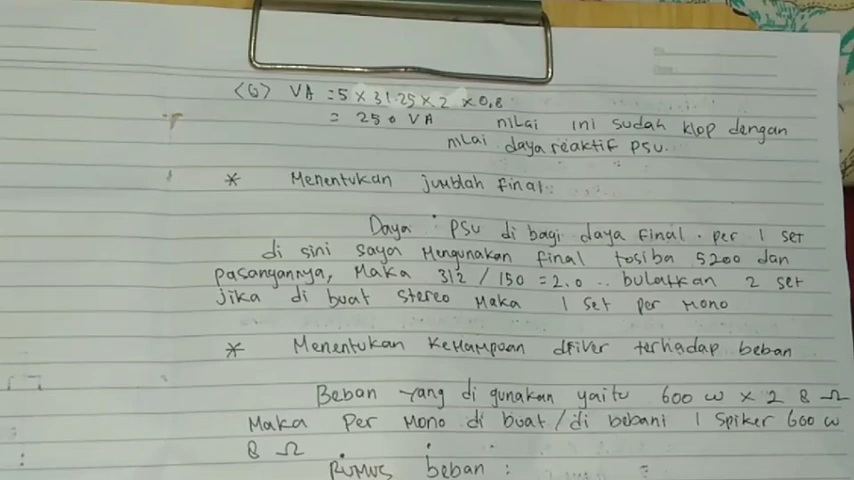 <6> VA = 5 x 31.25 x 2 x 0,8
= 250 VA nilai ini sudah klop dengan
nilai daya reaktif PSU.
* Menentukan jumblah final:
Daya PSU di bagi daya final. per 1 set
di sini saya Mengunakan final tosiba 5200 dan
pasangannya, Maka 312 / 150 = 2.0 .. bulatkan 2 set
jika di buat stereo Maka 1 set per Mono
* Menentukan KeMampuan driver terhadap beban
Beban yang di gunakan yaitu 600 w x 2 8 Ω
Maka Per Mono di buat / di bebani 1 Spiker 600 w
8 Ω
RUMUS beban :